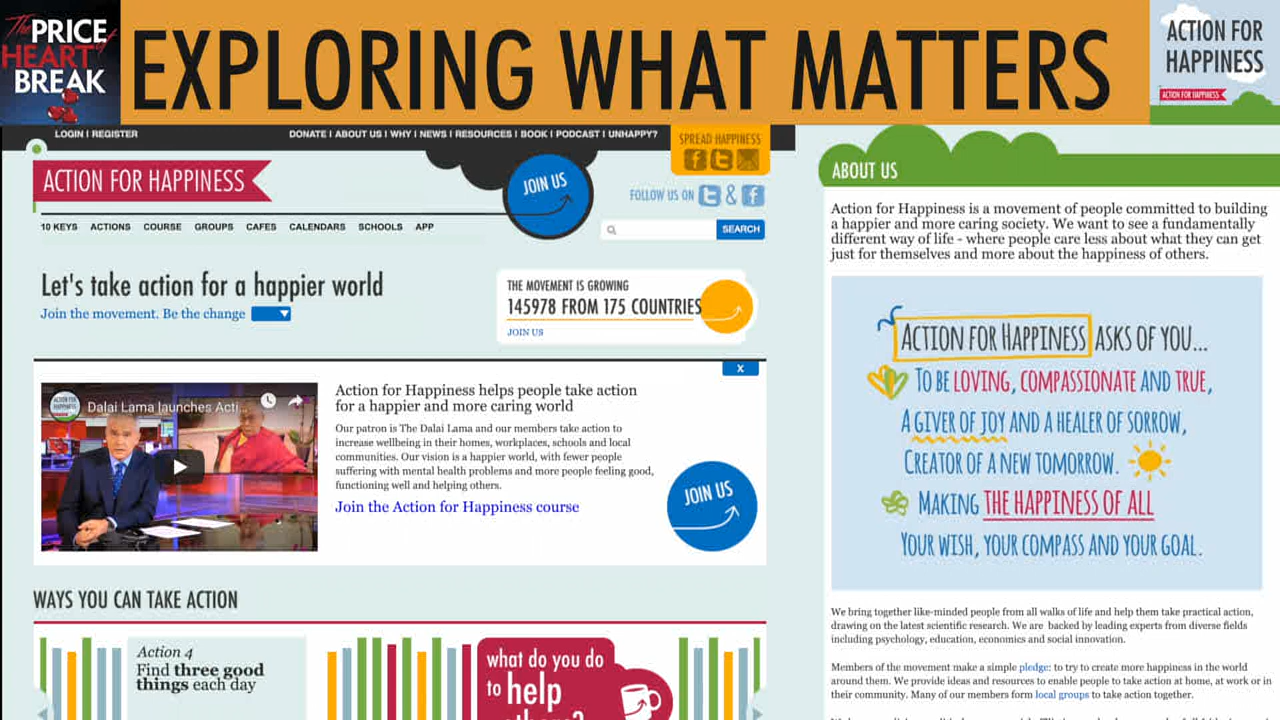 The PRICE
HEART of
BREAK
EXPLORING WHAT MATTERS
ACTION FOR
HAPPINESS
ACTION FOR HAPPINESS
LOGIN I REGISTER
DONATE I ABOUT US I WHY I NEWS I RESOURCES I BOOK I PODCAST I UNHAPPY?
SPREAD HAPPINESS
ACTION FOR HAPPINESS
JOIN US
FOLLOW US ON & 
10 KEYS ACTIONS COURSE GROUPS CAFES CALENDARS SCHOOLS APP
SEARCH
Let's take action for a happier world
Join the movement. Be the change
THE MOVEMENT IS GROWING
145978 FROM 175 COUNTRIES
JOIN US
X
Dalai Lama launches Acti...
Action for Happiness helps people take action
for a happier and more caring world
Our patron is The Dalai Lama and our members take action to
increase wellbeing in their homes, workplaces, schools and local
communities. Our vision is a happier world, with fewer people
suffering with mental health problems and more people feeling good,
functioning well and helping others.
Join the Action for Happiness course
JOIN US
WAYS YOU CAN TAKE ACTION
Action 4
Find three good
things each day
what do you do
to help
others?
ABOUT US
Action for Happiness is a movement of people committed to building
a happier and more caring society. We want to see a fundamentally
different way of life - where people care less about what they can get
just for themselves and more about the happiness of others.
ACTION FOR HAPPINESS ASKS OF YOU...
TO BE LOVING, COMPASSIONATE AND TRUE,
A GIVER OF JOY AND A HEALER OF SORROW,
CREATOR OF A NEW TOMORROW.
MAKING THE HAPPINESS OF ALL
YOUR WISH, YOUR COMPASS AND YOUR GOAL.
We bring together like-minded people from all walks of life and help them take practical action,
drawing on the latest scientific research. We are backed by leading experts from diverse fields
including psychology, education, economics and social innovation.
Members of the movement make a simple pledge: to try to create more happiness in the world
around them. We provide ideas and resources to enable people to take action at home, at work or in
their community. Many of our members form local groups to take action together.